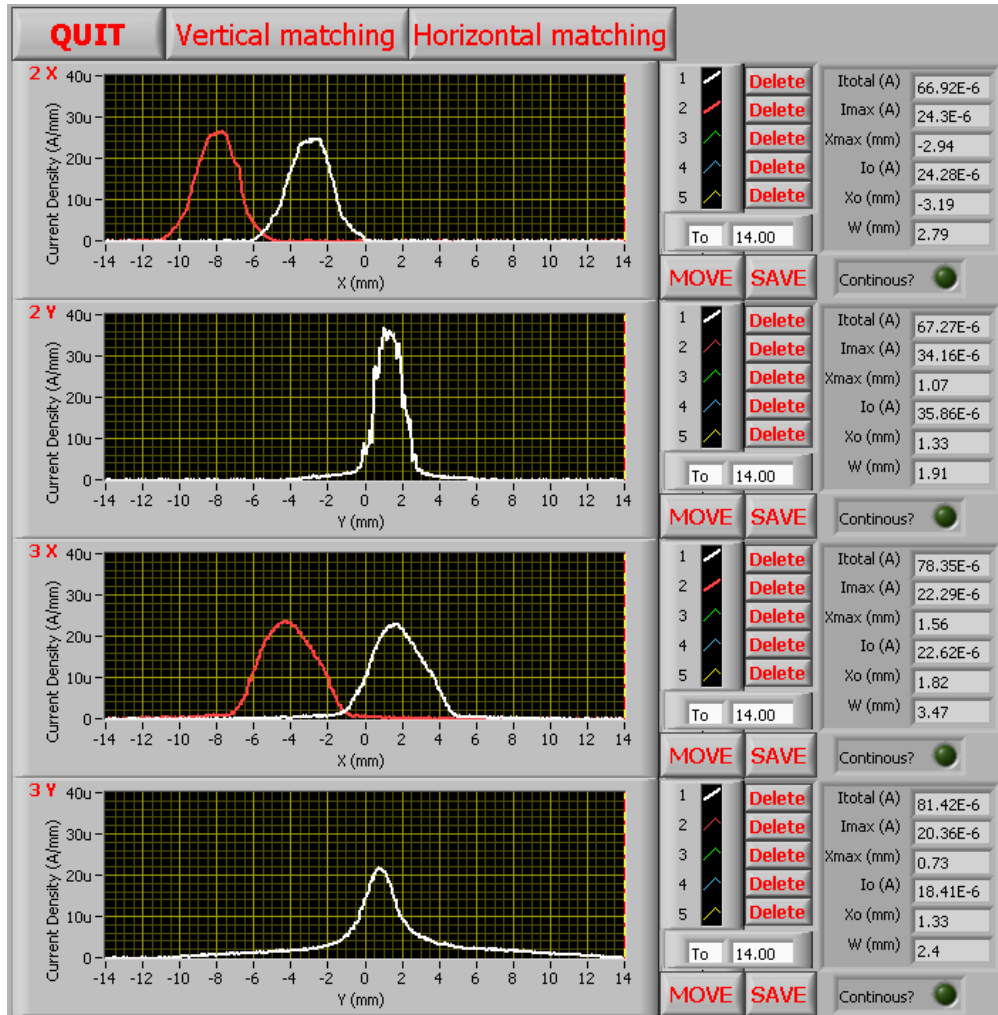 QUIT Vertical matching Horizontal matching
2 X
Current Density (A/mm)
40u
30u
20u
10u
0
-14 -12 -10 -8 -6 -4 -2 0 2 4 6 8 10 12 14
X (mm)
1 Delete
2 Delete
3 Delete
4 Delete
5 Delete
To 14.00
MOVE SAVE
Itotal (A) 66.92E-6
Imax (A) 24.3E-6
Xmax (mm) -2.94
Io (A) 24.28E-6
Xo (mm) -3.19
W (mm) 2.79
Continous?
2 Y
Current Density (A/mm)
40u
30u
20u
10u
0
-14 -12 -10 -8 -6 -4 -2 0 2 4 6 8 10 12 14
Y (mm)
1 Delete
2 Delete
3 Delete
4 Delete
5 Delete
To 14.00
MOVE SAVE
Itotal (A) 67.27E-6
Imax (A) 34.16E-6
Xmax (mm) 1.07
Io (A) 35.86E-6
Xo (mm) 1.33
W (mm) 1.91
Continous?
3 X
Current Density (A/mm)
40u
30u
20u
10u
0
-14 -12 -10 -8 -6 -4 -2 0 2 4 6 8 10 12 14
X (mm)
1 Delete
2 Delete
3 Delete
4 Delete
5 Delete
To 14.00
MOVE SAVE
Itotal (A) 78.35E-6
Imax (A) 22.29E-6
Xmax (mm) 1.56
Io (A) 22.62E-6
Xo (mm) 1.82
W (mm) 3.47
Continous?
3 Y
Current Density (A/mm)
40u
30u
20u
10u
0
-14 -12 -10 -8 -6 -4 -2 0 2 4 6 8 10 12 14
Y (mm)
1 Delete
2 Delete
3 Delete
4 Delete
5 Delete
To 14.00
MOVE SAVE
Itotal (A) 81.42E-6
Imax (A) 20.36E-6
Xmax (mm) 0.73
Io (A) 18.41E-6
Xo (mm) 1.33
W (mm) 2.4
Continous?